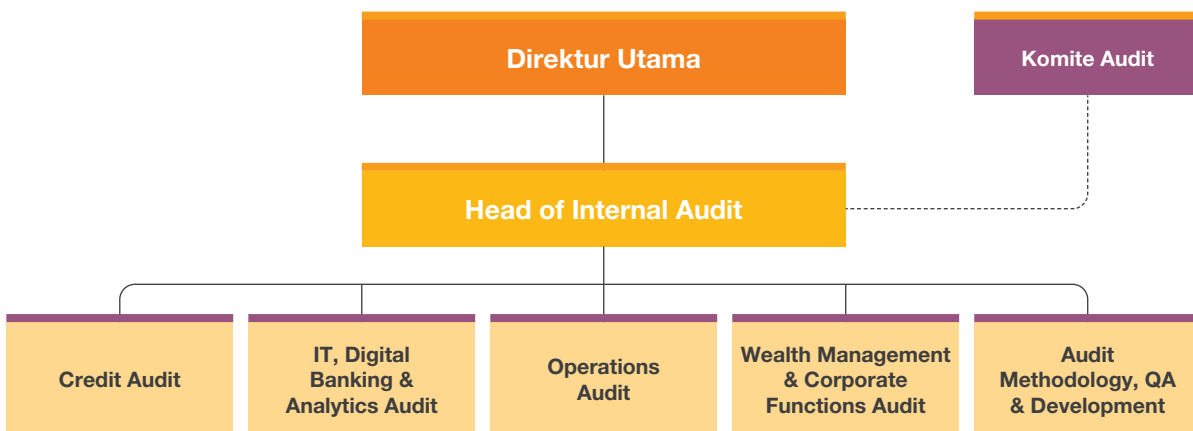 Direktur Utama
Komite Audit
Head of Internal Audit
Credit Audit
IT, Digital
Banking &
Analytics Audit
Operations
Audit
Wealth Management
& Corporate
Functions Audit
Audit
Methodology, QA
& Development